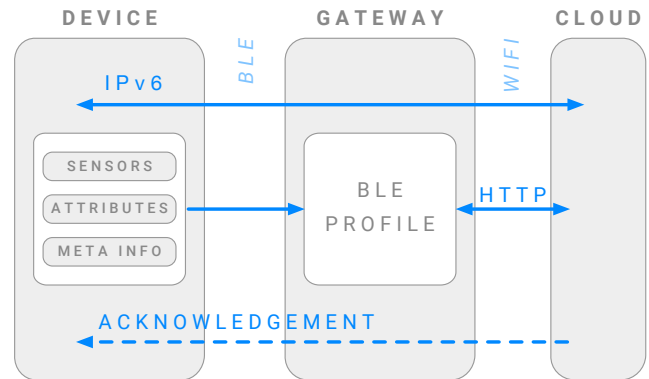 DEVICE
GATEWAY
CLOUD
BLE
WIFI
IPv6
SENSORS
ATTRIBUTES
META INFO
BLE
PROFILE
HTTP
ACKNOWLEDGEMENT